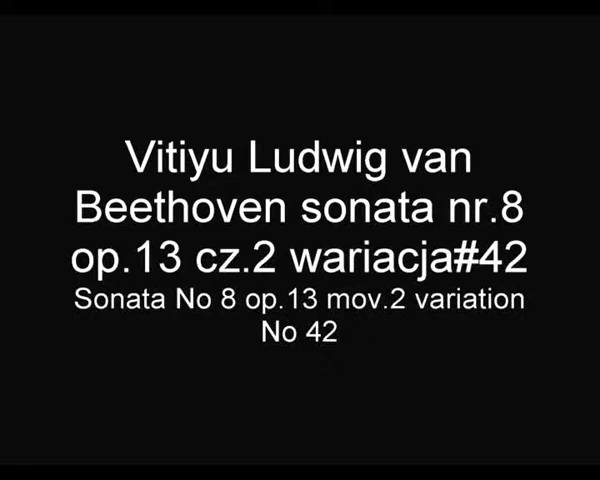 Vitiyu Ludwig van
Beethoven sonata nr.8
op.13 cz.2 wariacja#42
Sonata No 8 op.13 mov.2 variation
No 42